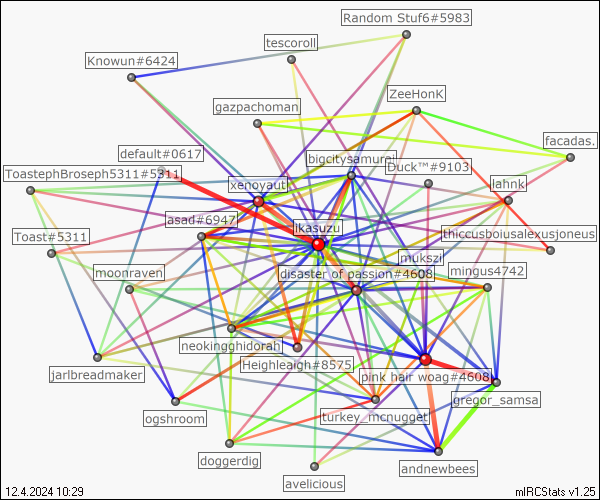 Random Stuf6#5983
tescoroll
Knowun#6424
ZeeHonK
gazpachoman
facadas.
default#0617
bigcitysamurai
Duck™#9103
ToastephBroseph5311#5311
xenoyaut
lahnk
asad#6947
ikasuzu
Toast#5311
thiccusboiusalexusjoneus
mukszi
moonraven
disaster of passion#4608
mingus4742
neokingghidorah
Heighleaigh#8575
jarlbreadmaker
pink hair woag#4608
gregor_samsa
ogshroom
turkey_mcnugget
doggerdig
andnewbees
avelicious
12.4.2024 10:29
mIRCStats v1.25